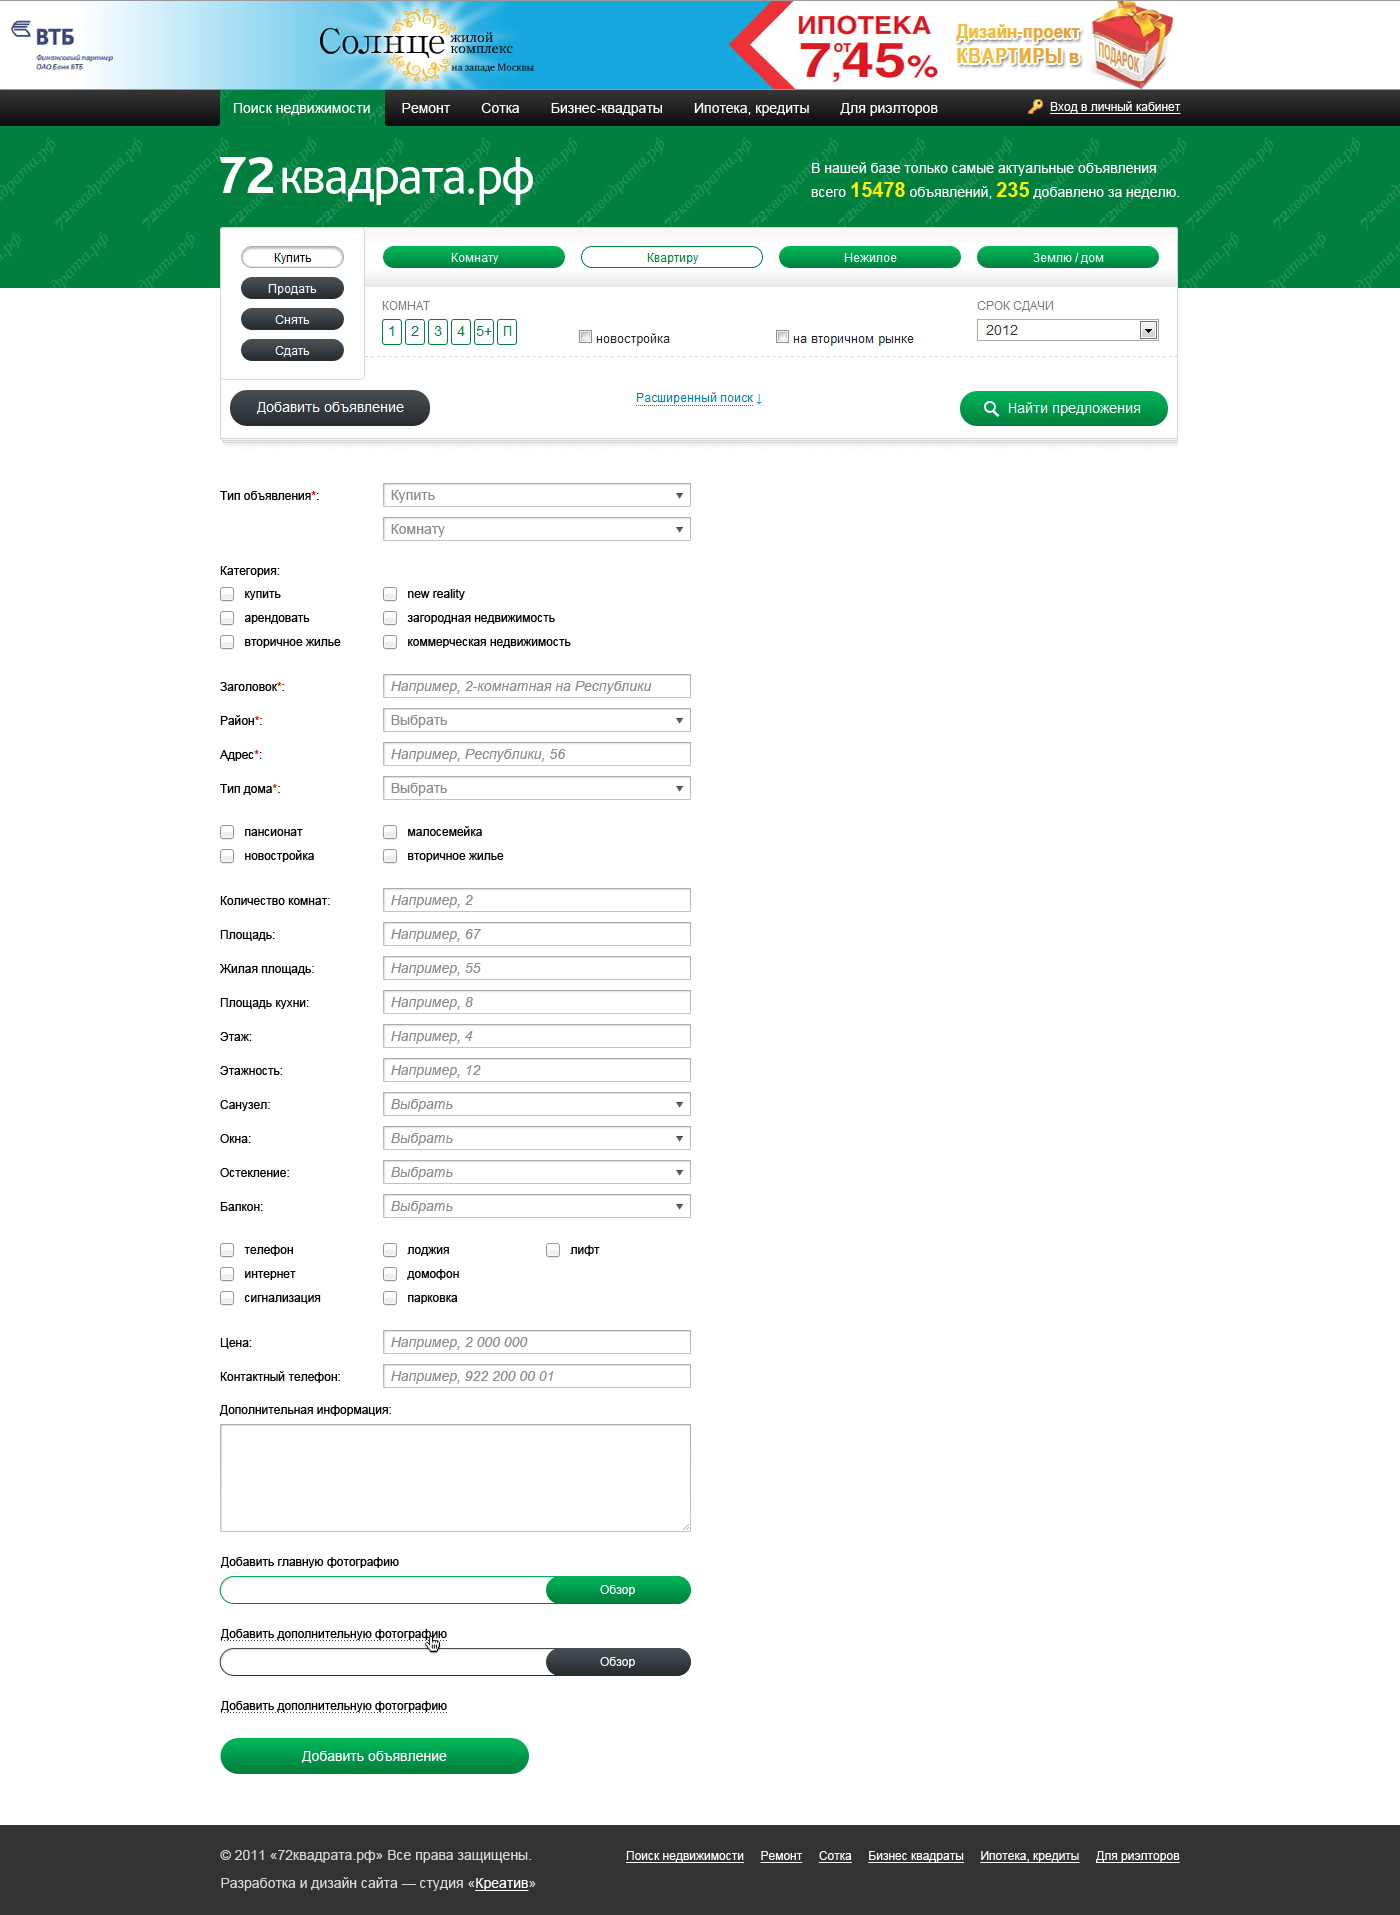 ВТБ
Финансовый партнер
ОАО Банк ВТБ
Солнце жилой комплекс
на западе Москвы
ИПОТЕКА
от 7,45%
Дизайн-проект
КВАРТИРЫ в
ПОДАРОК
Поиск недвижимости Ремонт Сотка Бизнес-квадраты Ипотека, кредиты Для риэлторов Вход в личный кабинет
72квадрата.рф
В нашей базе только самые актуальные объявления
всего 15478 объявлений, 235 добавлено за неделю.
Купить
Продать
Снять
Сдать
Комнату Квартиру Нежилое Землю / дом
КОМНАТ СРОК СДАЧИ
1 2 3 4 5+ П новостройка на вторичном рынке 2012
Добавить объявление Расширенный поиск ↓ Найти предложения
Тип объявления*: Купить
Комнату
Категория:
купить new reality
арендовать загородная недвижимость
вторичное жилье коммерческая недвижимость
Заголовок*: Например, 2-комнатная на Республики
Район*: Выбрать
Адрес*: Например, Республики, 56
Тип дома*: Выбрать
пансионат малосемейка
новостройка вторичное жилье
Количество комнат: Например, 2
Площадь: Например, 67
Жилая площадь: Например, 55
Площадь кухни: Например, 8
Этаж: Например, 4
Этажность: Например, 12
Санузел: Выбрать
Окна: Выбрать
Остекление: Выбрать
Балкон: Выбрать
телефон лоджия лифт
интернет домофон
сигнализация парковка
Цена: Например, 2 000 000
Контактный телефон: Например, 922 200 00 01
Дополнительная информация:
Добавить главную фотографию
Обзор
Добавить дополнительную фотографию
Обзор
Добавить дополнительную фотографию
Добавить объявление
© 2011 «72квадрата.рф» Все права защищены. Поиск недвижимости Ремонт Сотка Бизнес квадраты Ипотека, кредиты Для риэлторов
Разработка и дизайн сайта — студия «Креатив»